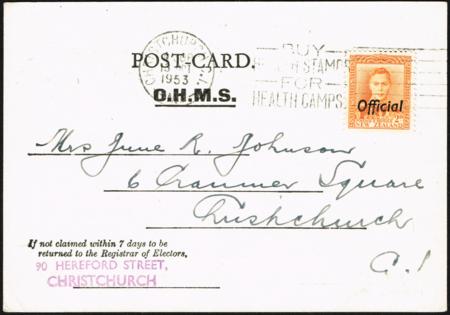 POST-CARD.
O.H.M.S.
CHRISTCHURCH
1953
BUY
HEALTH STAMPS
FOR
HEALTH CAMPS.
Official
NEW ZEALAND
Mrs June R. Johnson
6 Cranmer Square
Christchurch
C.1
If not claimed within 7 days to be
returned to the Registrar of Electors,
90 HEREFORD STREET,
CHRISTCHURCH